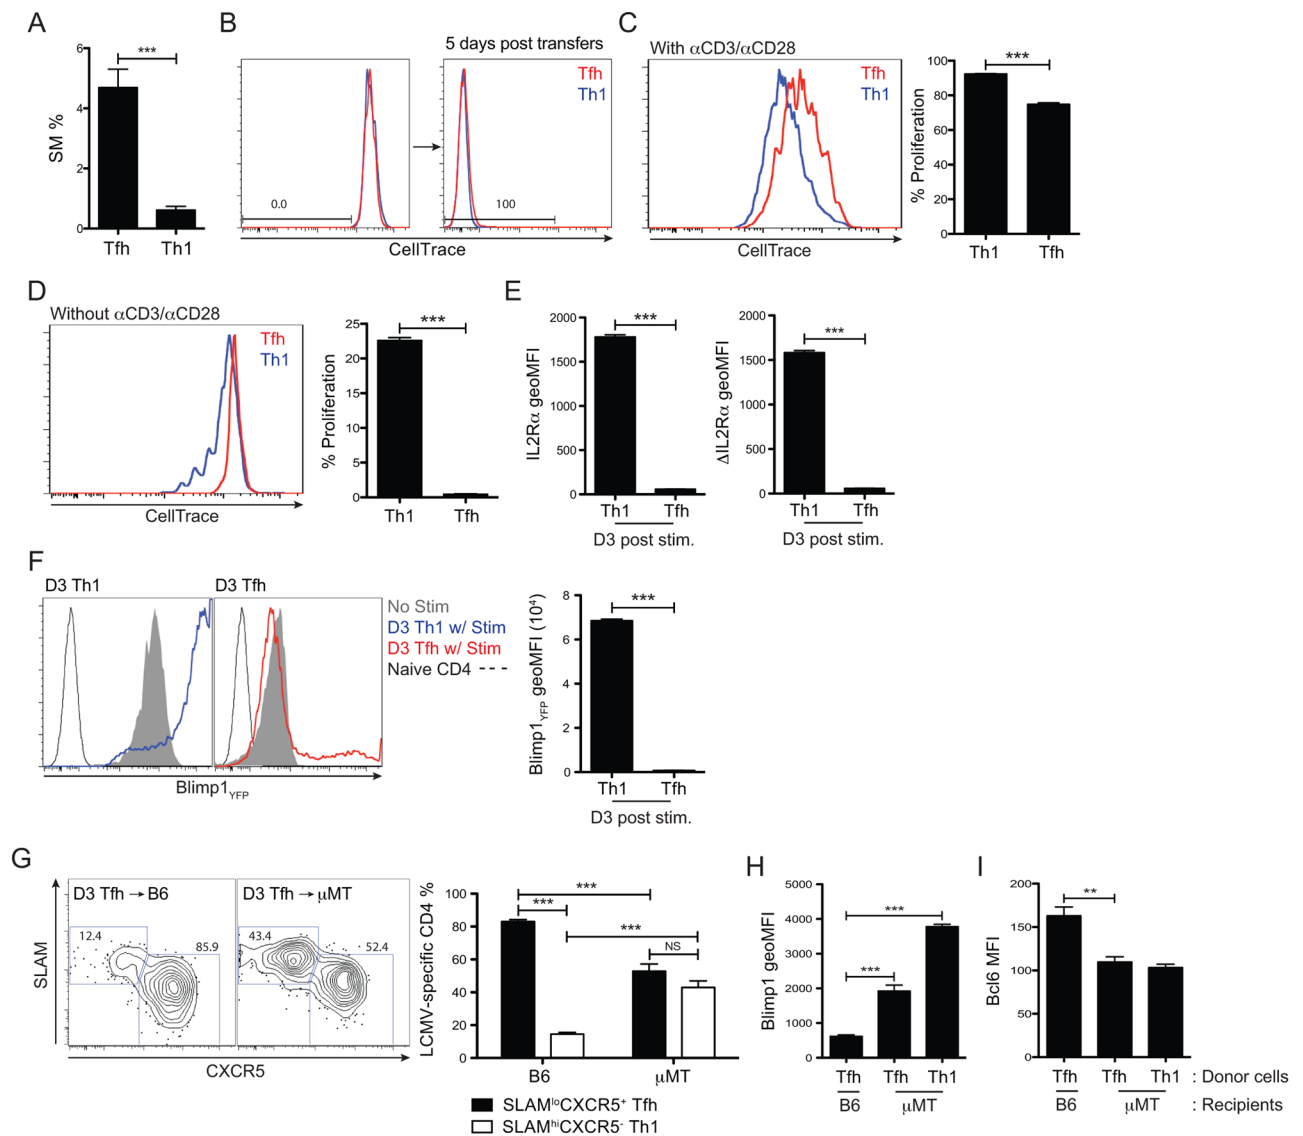 A
SM %
6
4
2
0
***
Tfh Th1
B
5 days post transfers
Tfh
Th1
0.0
100
CellTrace
C
With αCD3/αCD28
Tfh
Th1
CellTrace
% Proliferation
100
80
60
40
20
0
***
Th1 Tfh
D
Without αCD3/αCD28
Tfh
Th1
CellTrace
% Proliferation
25
20
15
10
5
0
***
Th1 Tfh
E
IL2Rα geoMFI
2000
1500
1000
500
0
***
Th1 Tfh
D3 post stim.
ΔIL2Rα geoMFI
2000
1500
1000
500
0
***
Th1 Tfh
D3 post stim.
F
D3 Th1
D3 Tfh
No Stim
D3 Th1 w/ Stim
D3 Tfh w/ Stim
Naive CD4 ---
Blimp1YFP
Blimp1YFP geoMFI (10⁴)
8
6
4
2
0
***
Th1 Tfh
D3 post stim.
G
D3 Tfh → B6
D3 Tfh → μMT
12.4
85.9
43.4
52.4
SLAM
CXCR5
LCMV-specific CD4 %
100
80
60
40
20
0
***
***
***
NS
B6 μMT
SLAMˡᵒCXCR5⁺ Tfh
SLAMʰⁱCXCR5⁻ Th1
H
Blimp1 geoMFI
5000
4000
3000
2000
1000
0
***
***
Tfh Tfh Th1
B6 μMT
I
Bcl6 MFI
200
150
100
50
0
**
Tfh Tfh Th1 : Donor cells
B6 μMT : Recipients